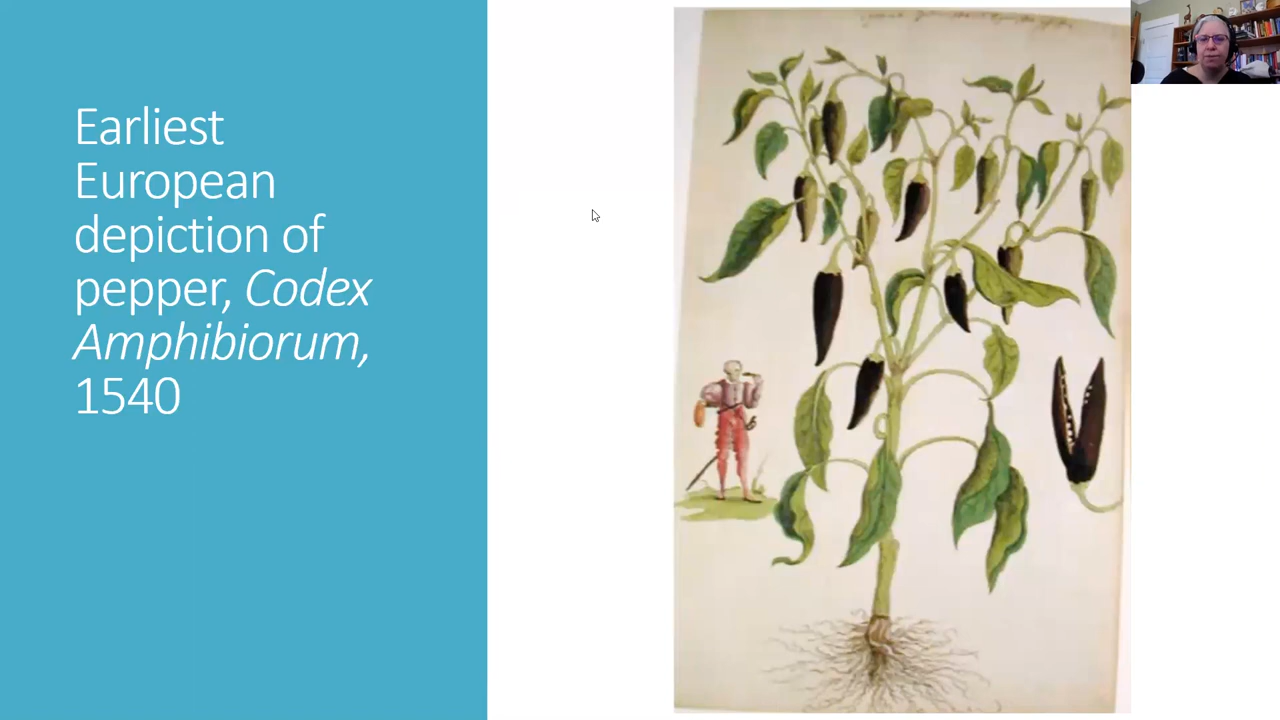 Earliest
European
depiction of
pepper, Codex
Amphibiorum,
1540